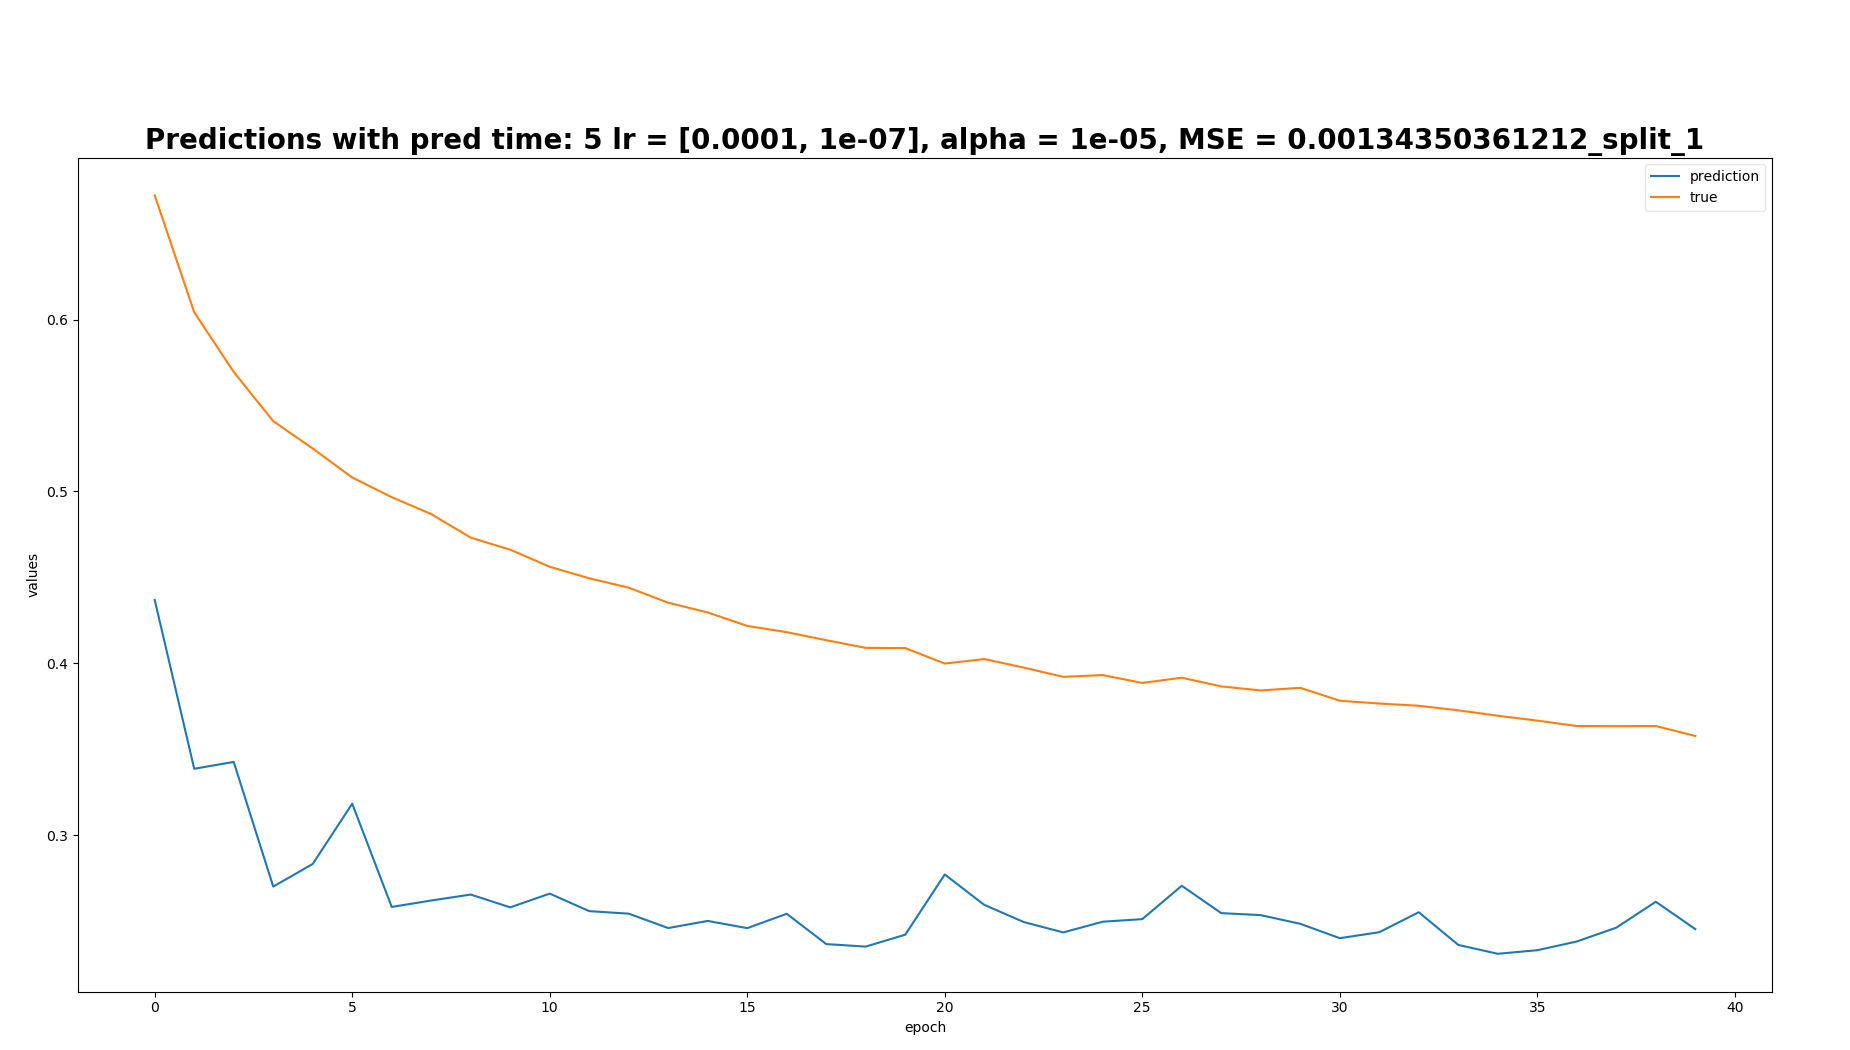 Predictions with pred time: 5 lr = [0.0001, 1e-07], alpha = 1e-05, MSE = 0.00134350361212_split_1
prediction
true
0.6
0.5
0.4
0.3
values
0 5 10 15 20 25 30 35 40
epoch